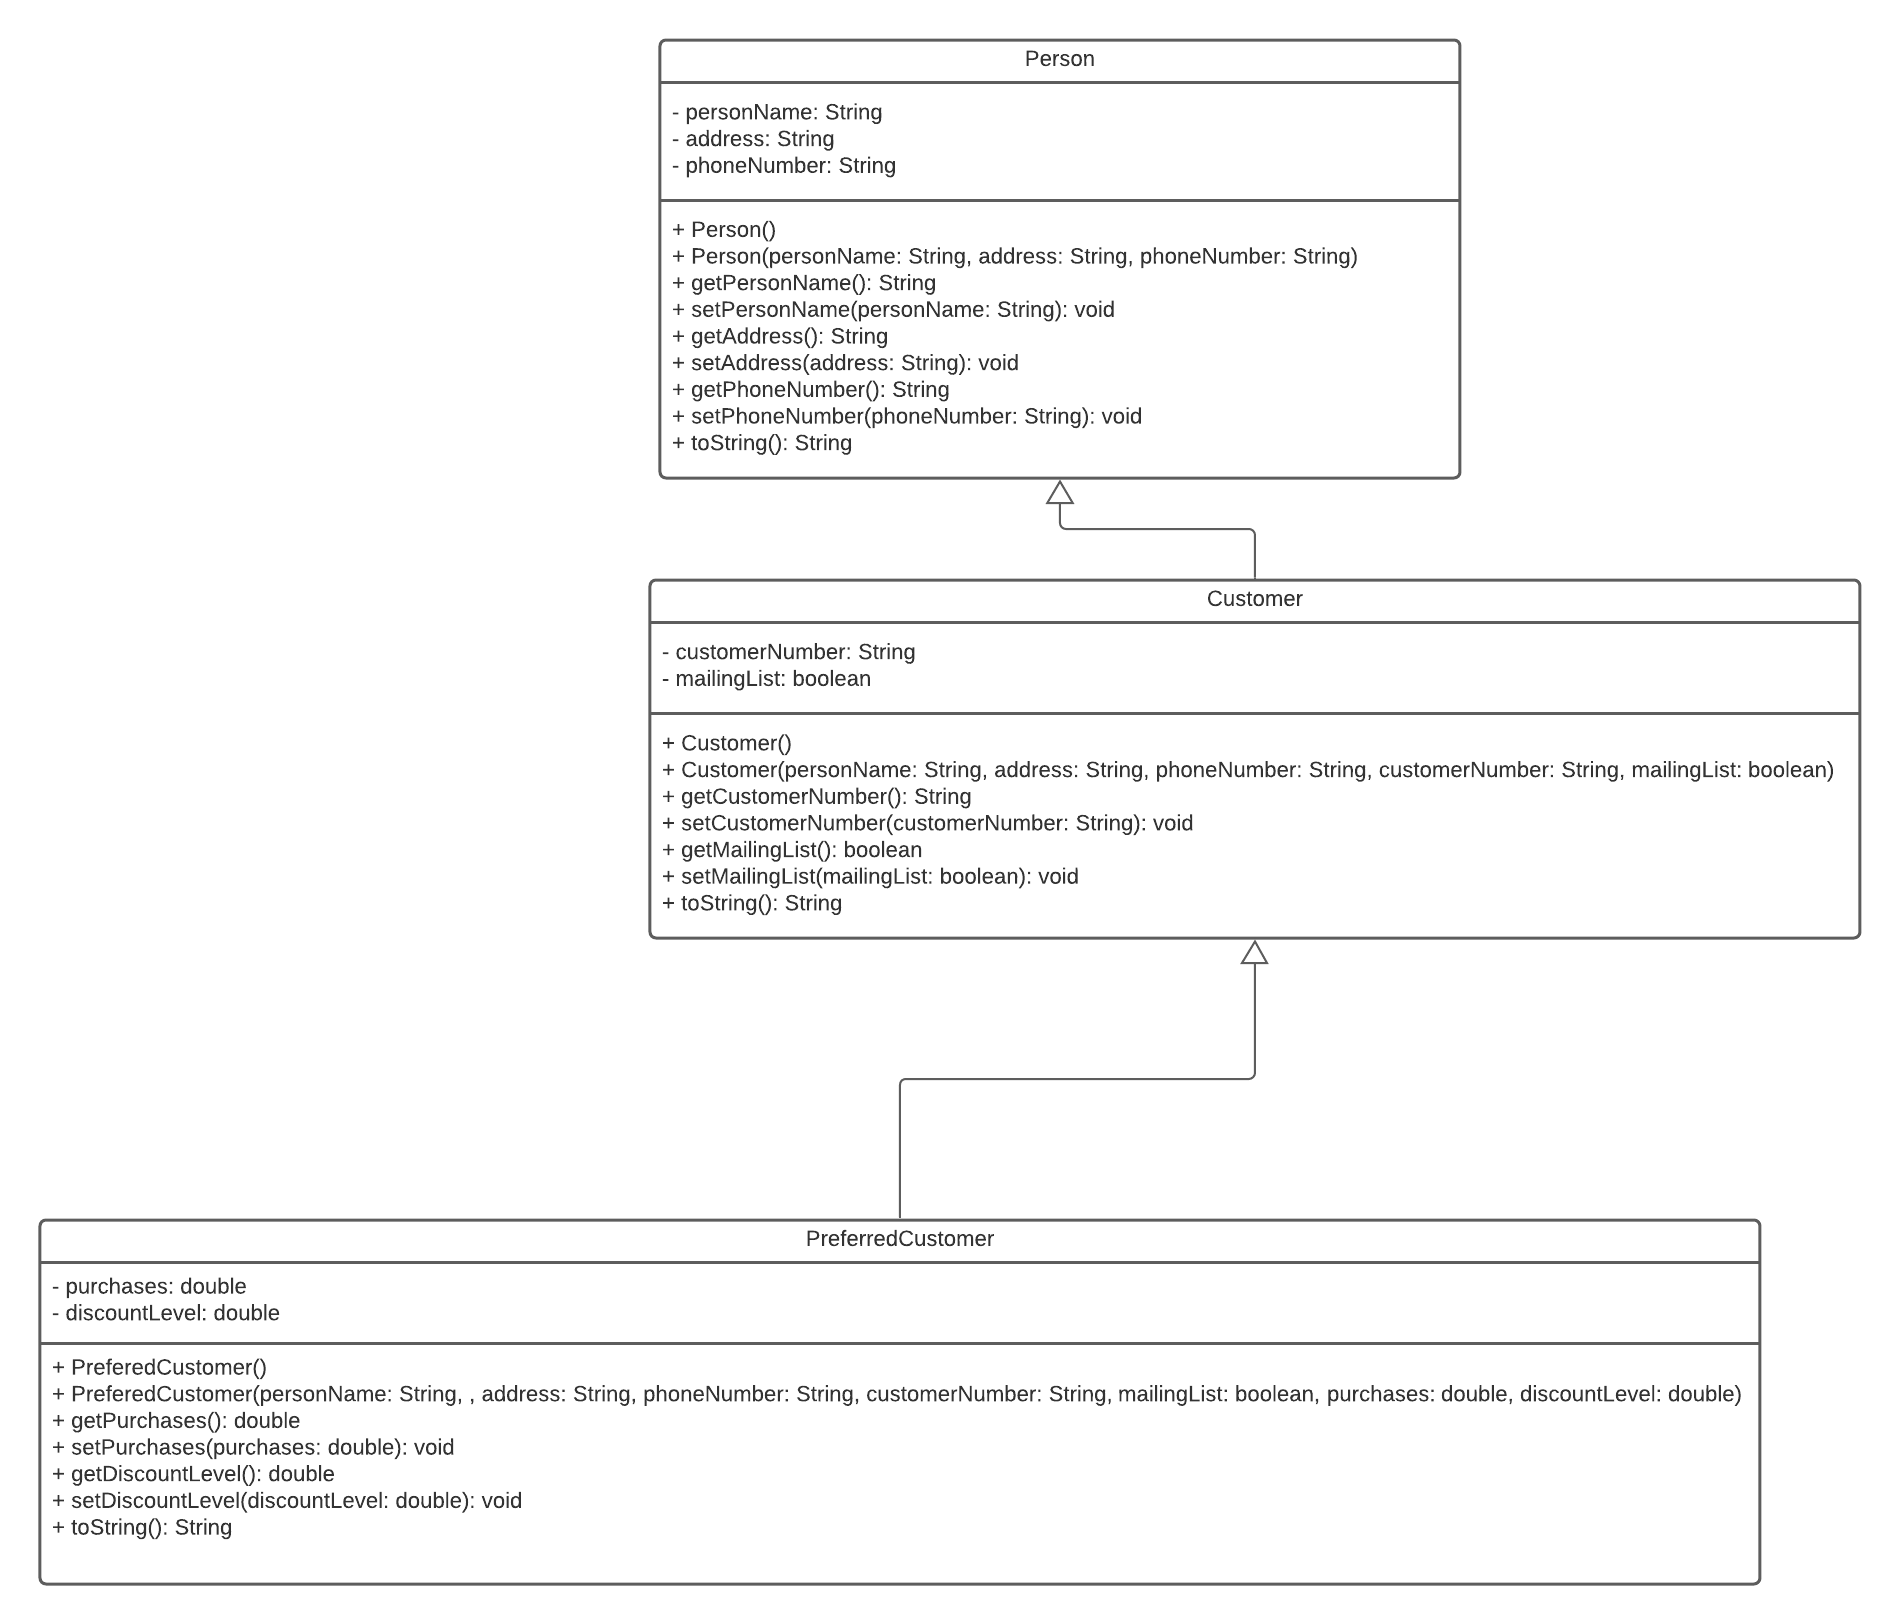 Person
- personName: String
- address: String
- phoneNumber: String
+ Person()
+ Person(personName: String, address: String, phoneNumber: String)
+ getPersonName(): String
+ setPersonName(personName: String): void
+ getAddress(): String
+ setAddress(address: String): void
+ getPhoneNumber(): String
+ setPhoneNumber(phoneNumber: String): void
+ toString(): String
Customer
- customerNumber: String
- mailingList: boolean
+ Customer()
+ Customer(personName: String, address: String, phoneNumber: String, customerNumber: String, mailingList: boolean)
+ getCustomerNumber(): String
+ setCustomerNumber(customerNumber: String): void
+ getMailingList(): boolean
+ setMailingList(mailingList: boolean): void
+ toString(): String
PreferredCustomer
- purchases: double
- discountLevel: double
+ PreferedCustomer()
+ PreferedCustomer(personName: String, , address: String, phoneNumber: String, customerNumber: String, mailingList: boolean, purchases: double, discountLevel: double)
+ getPurchases(): double
+ setPurchases(purchases: double): void
+ getDiscountLevel(): double
+ setDiscountLevel(discountLevel: double): void
+ toString(): String